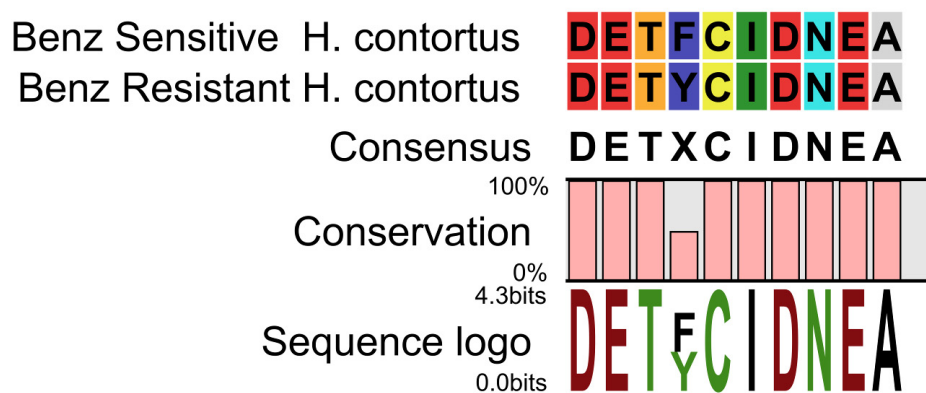 Benz Sensitive H. contortus DETFCIDNEA
Benz Resistant H. contortus DETYCIDNEA
Consensus DETXCIDNEA
100%
Conservation
0%
4.3bits
Sequence logo DETFCIDNEA
Y
0.0bits